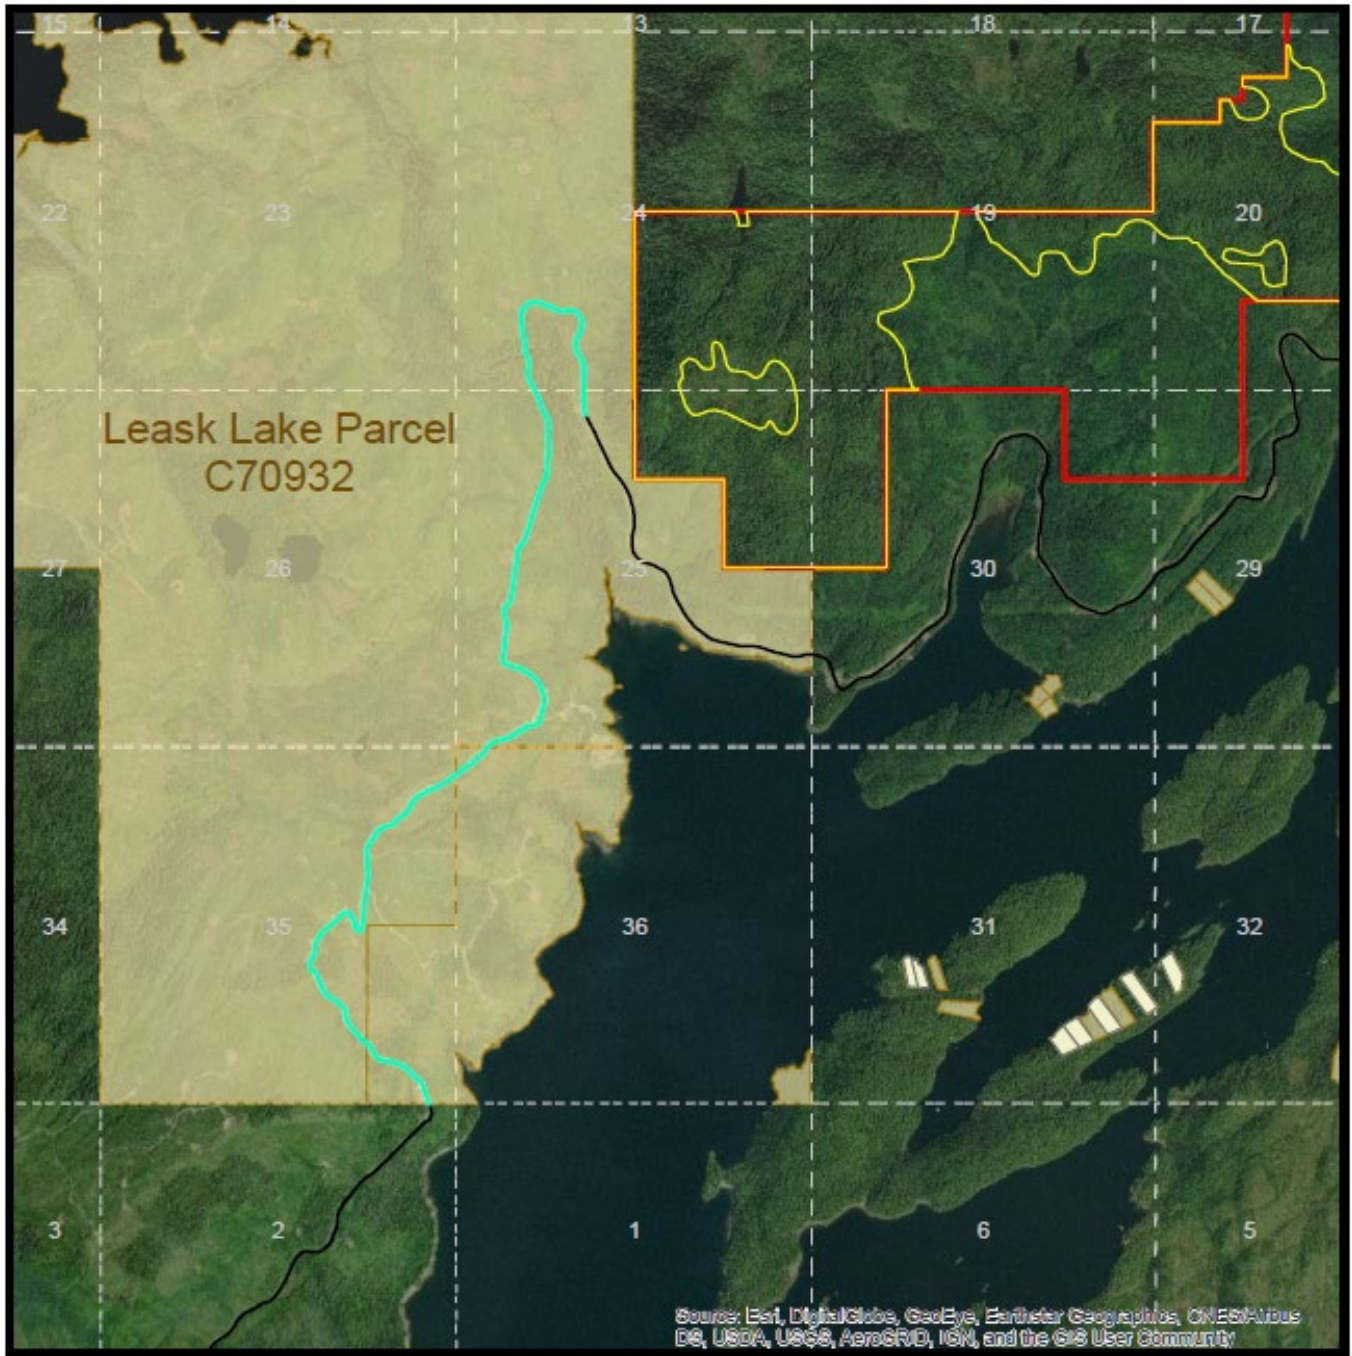 15 14 13 18 17
22 23 24 19 20
Leask Lake Parcel
C70932
27 26 25 30 29
34 35 36 31 32
3 2 1 6 5
Source: Esri, DigitalGlobe, GeoEye, Earthstar Geographics, CNES/Airbus
DS, USDA, USGS, AeroGRID, IGN, and the GIS User Community